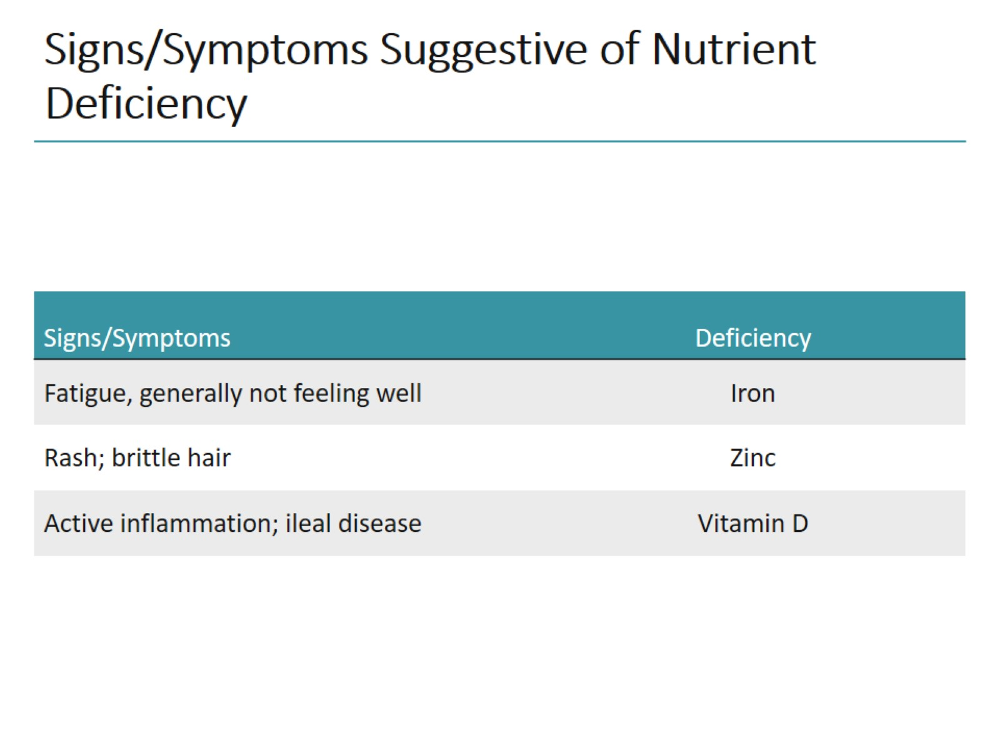 Signs/Symptoms Suggestive of Nutrient
Deficiency
Signs/Symptoms Deficiency
Fatigue, generally not feeling well Iron
Rash; brittle hair Zinc
Active inflammation; ileal disease Vitamin D